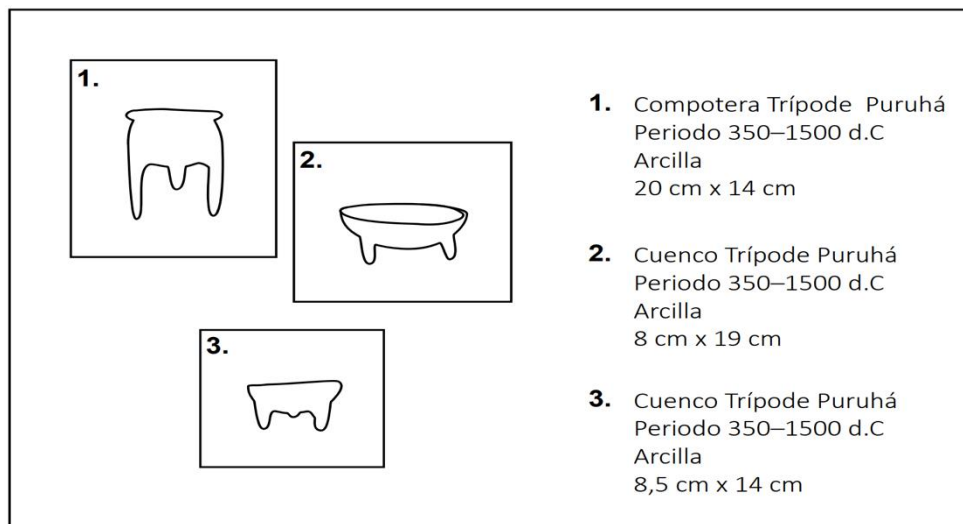 1.
2.
3.
1. Compotera Trípode Puruhá
Periodo 350–1500 d.C
Arcilla
20 cm x 14 cm
2. Cuenco Trípode Puruhá
Periodo 350–1500 d.C
Arcilla
8 cm x 19 cm
3. Cuenco Trípode Puruhá
Periodo 350–1500 d.C
Arcilla
8,5 cm x 14 cm